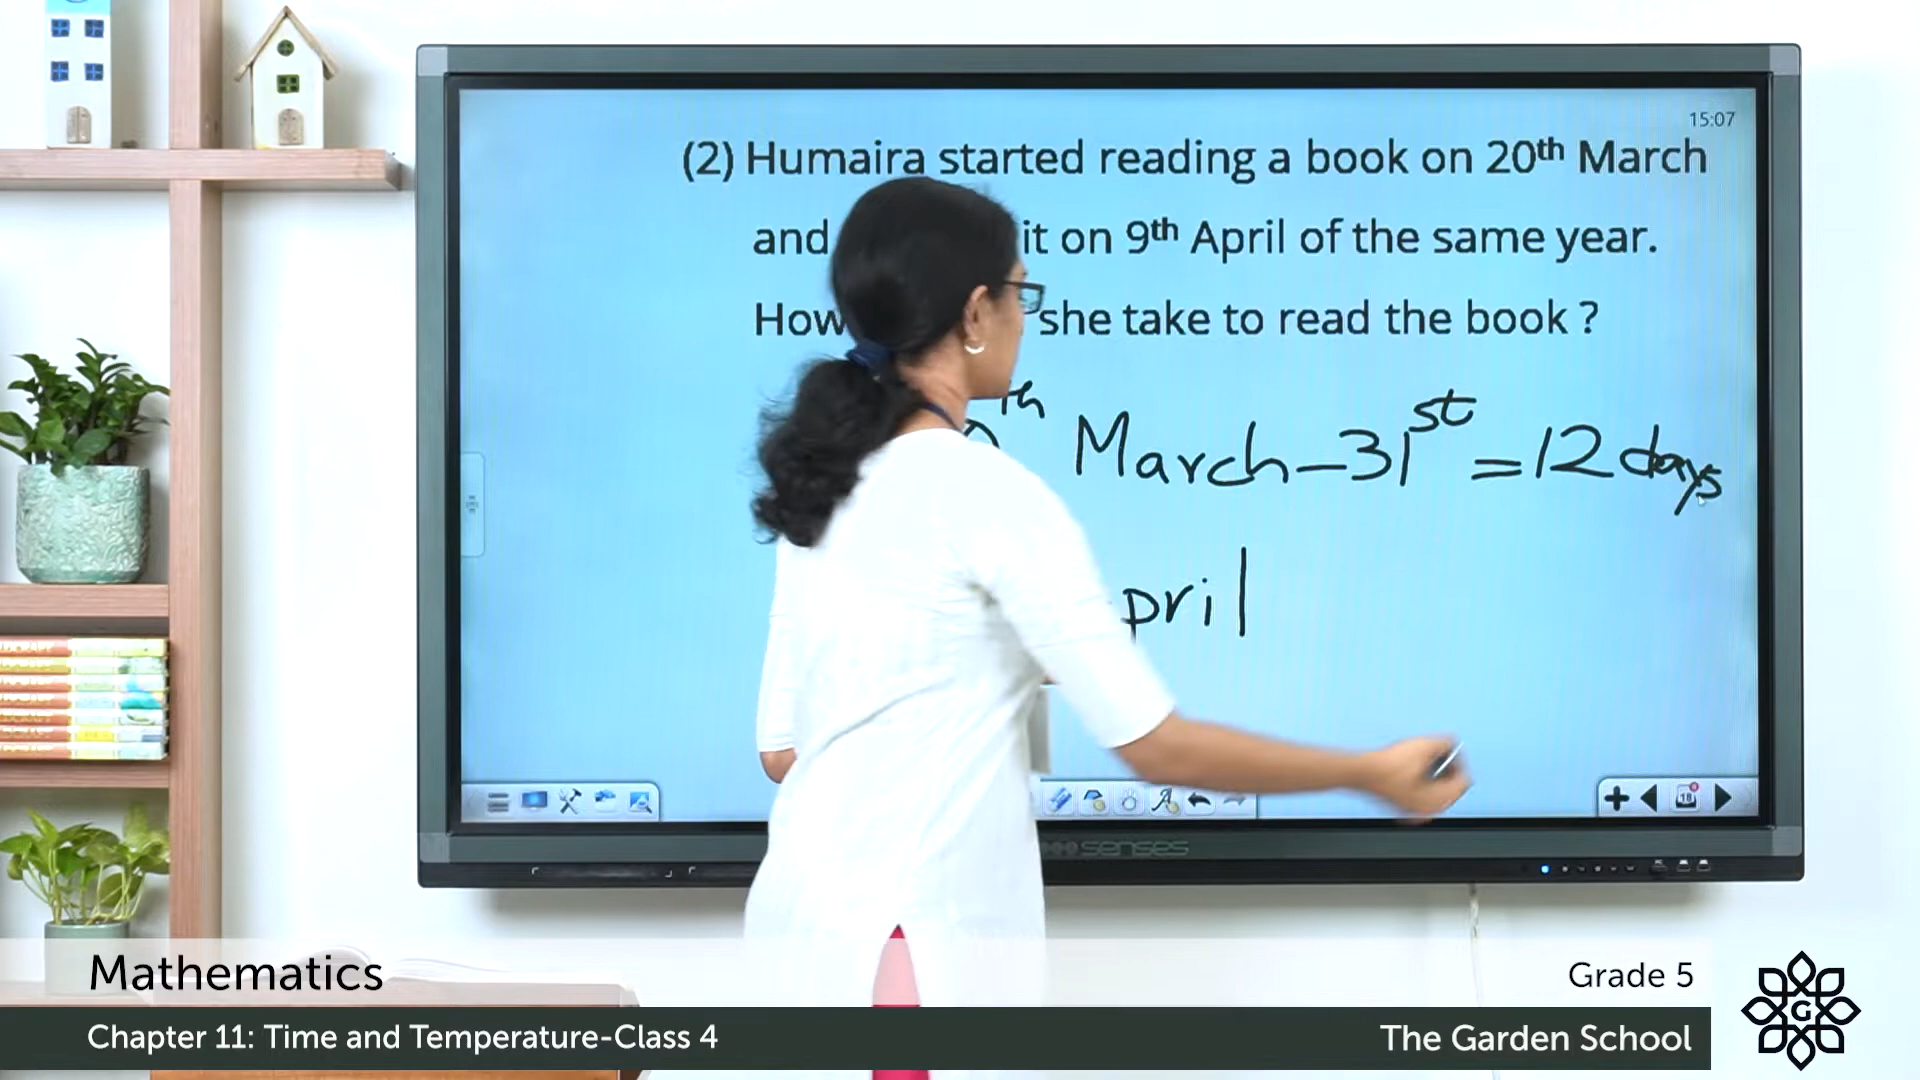 15:07
(2) Humaira started reading a book on 20th March
and it on 9th April of the same year.
How she take to read the book ?
th March - 31st = 12 days
pril
senses
Mathematics
Grade 5
Chapter 11: Time and Temperature-Class 4
The Garden School
G